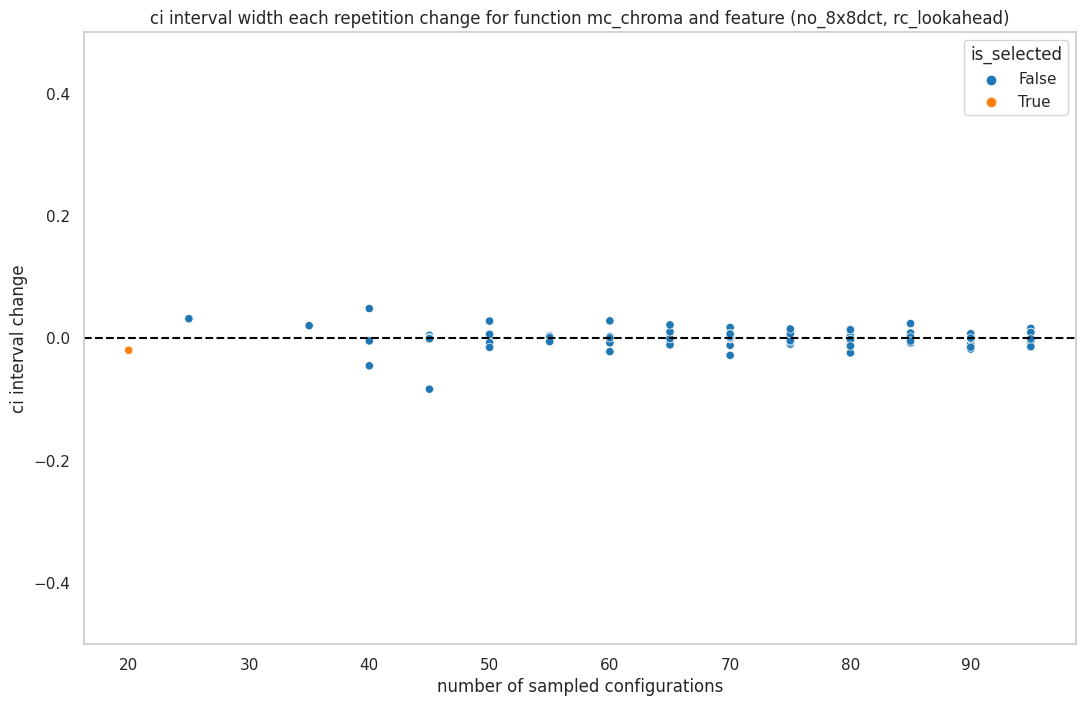 ci interval width each repetition change for function mc_chroma and feature (no_8x8dct, rc_lookahead)
is_selected
False
True
ci interval change
0.4
0.2
0.0
−0.2
−0.4
20 30 40 50 60 70 80 90
number of sampled configurations